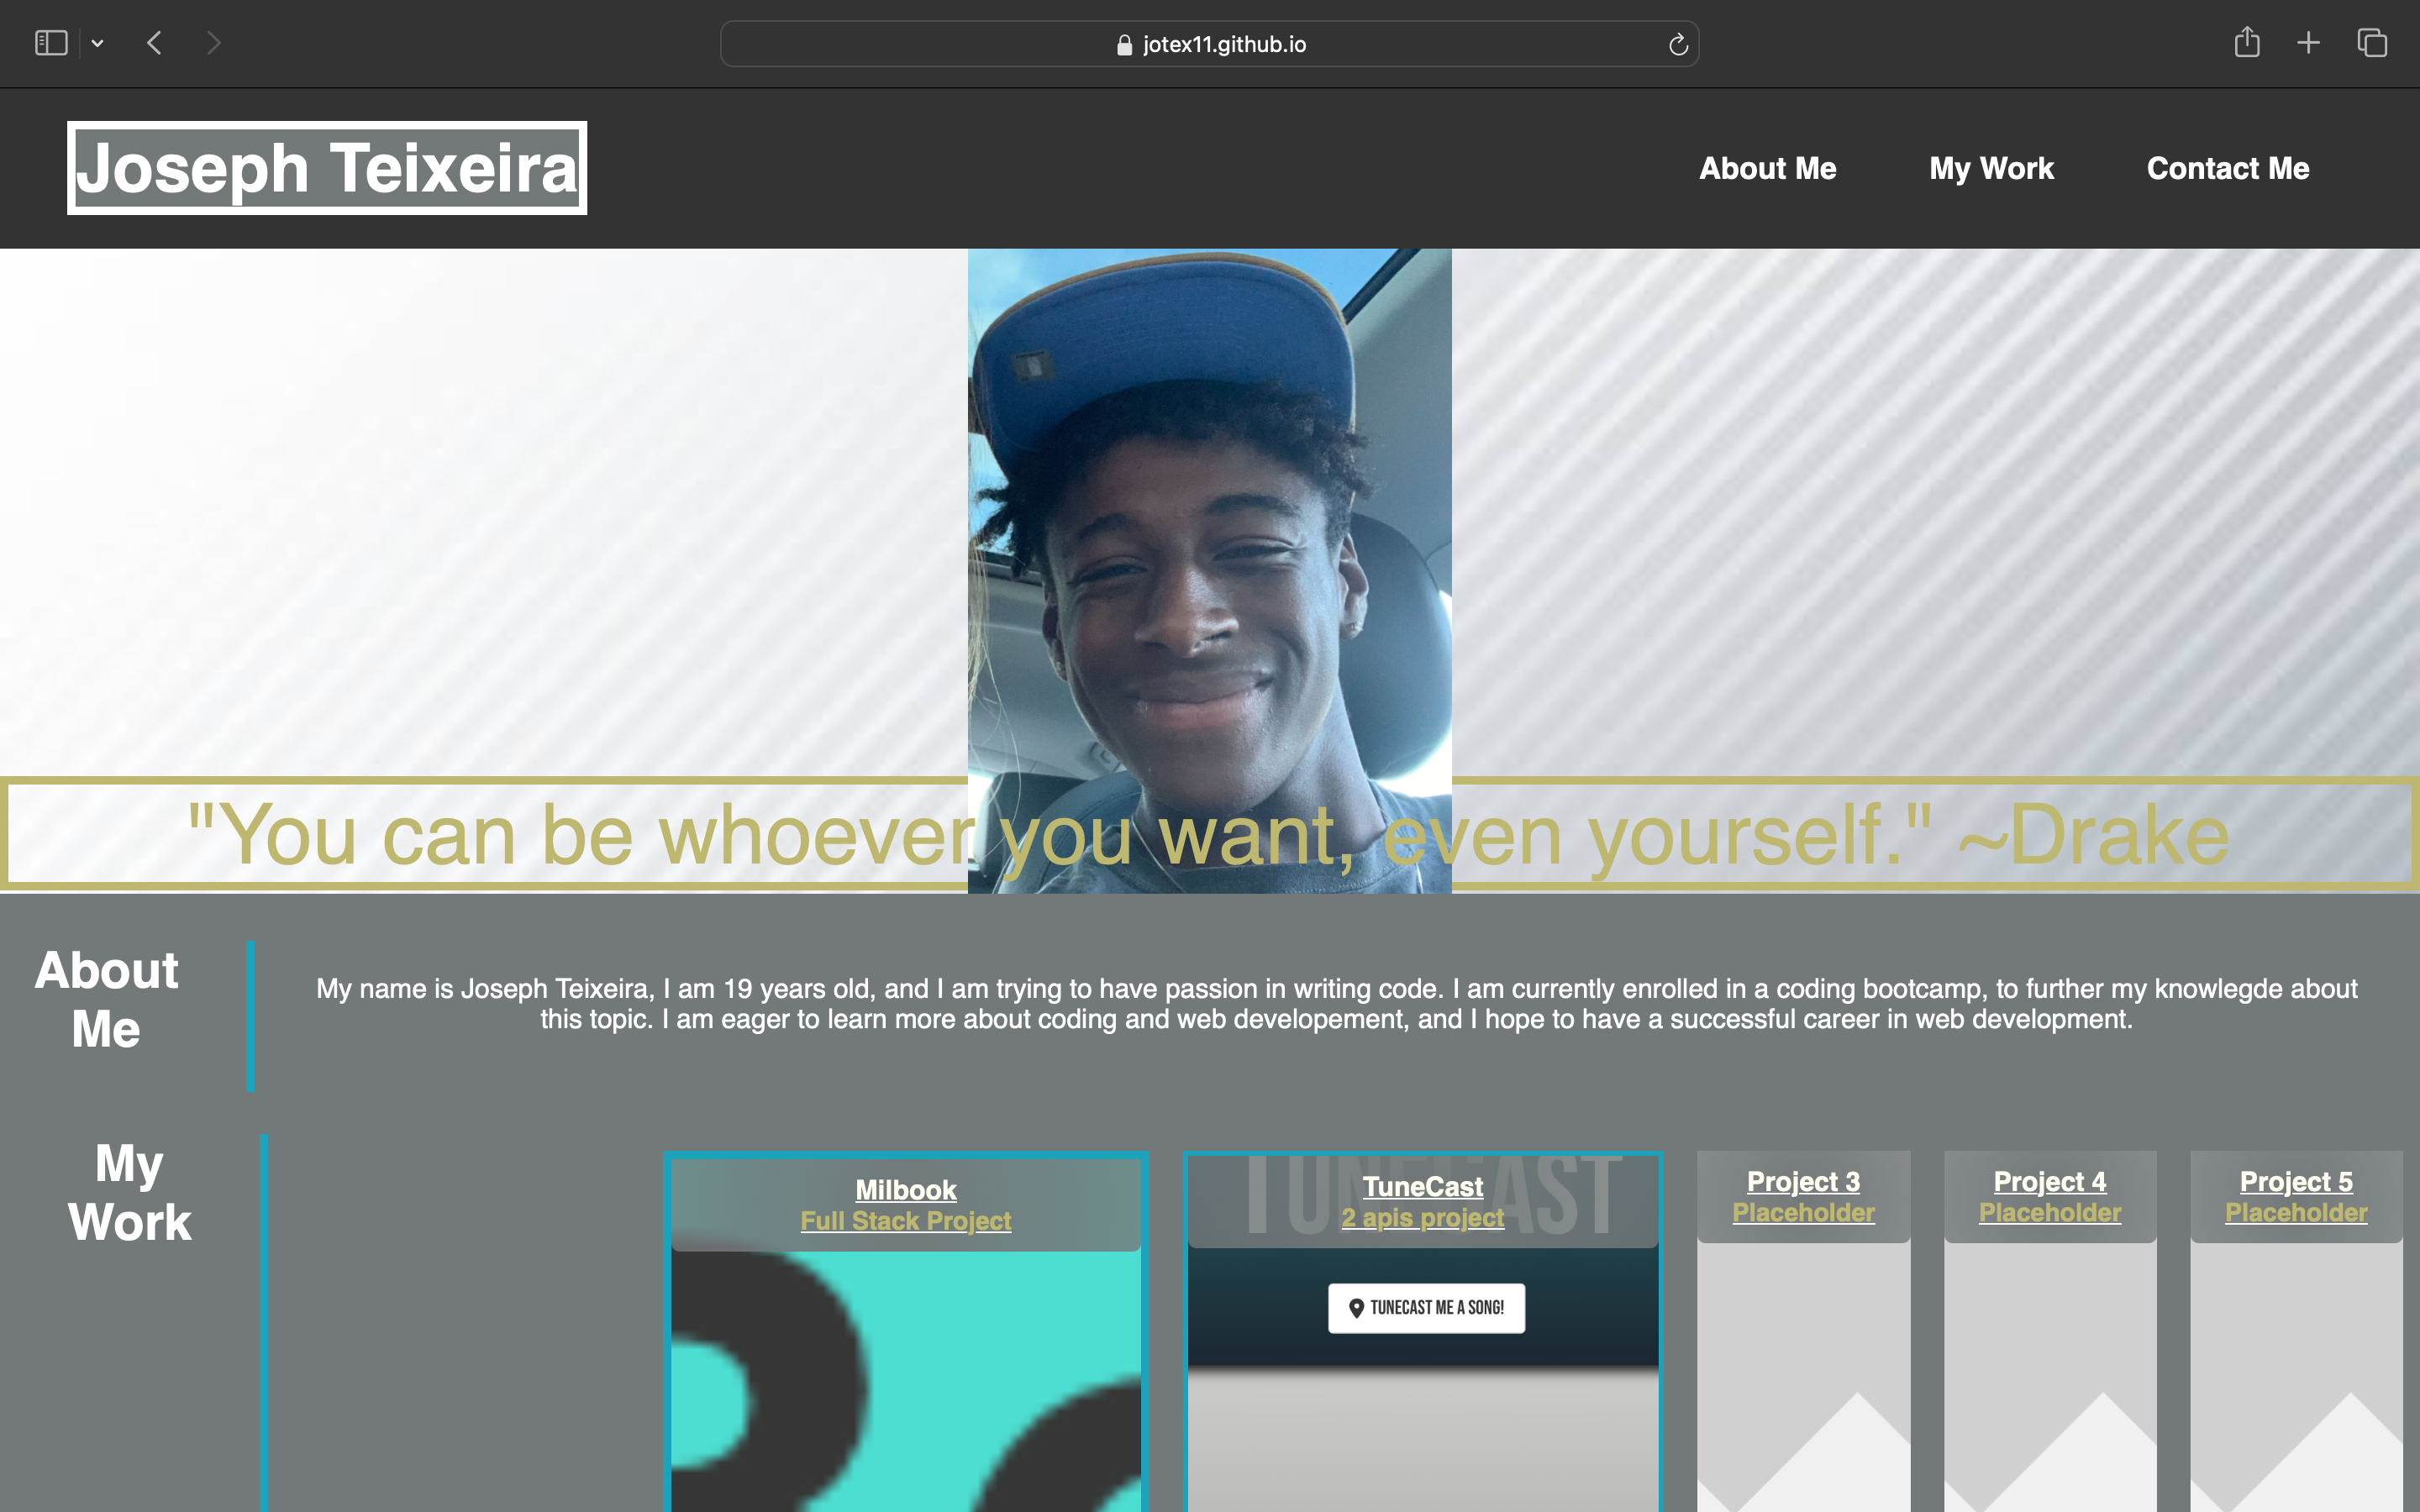 jotex11.github.io
Joseph Teixeira
About Me
My Work
Contact Me
"You can be whoever you want, even yourself." ~Drake
About
Me
My name is Joseph Teixeira, I am 19 years old, and I am trying to have passion in writing code. I am currently enrolled in a coding bootcamp, to further my knowlegde about
this topic. I am eager to learn more about coding and web developement, and I hope to have a successful career in web development.
My
Work
Milbook
Full Stack Project
TUNECAST
TuneCast
2 apis project
TUNECAST ME A SONG!
Project 3
Placeholder
Project 4
Placeholder
Project 5
Placeholder